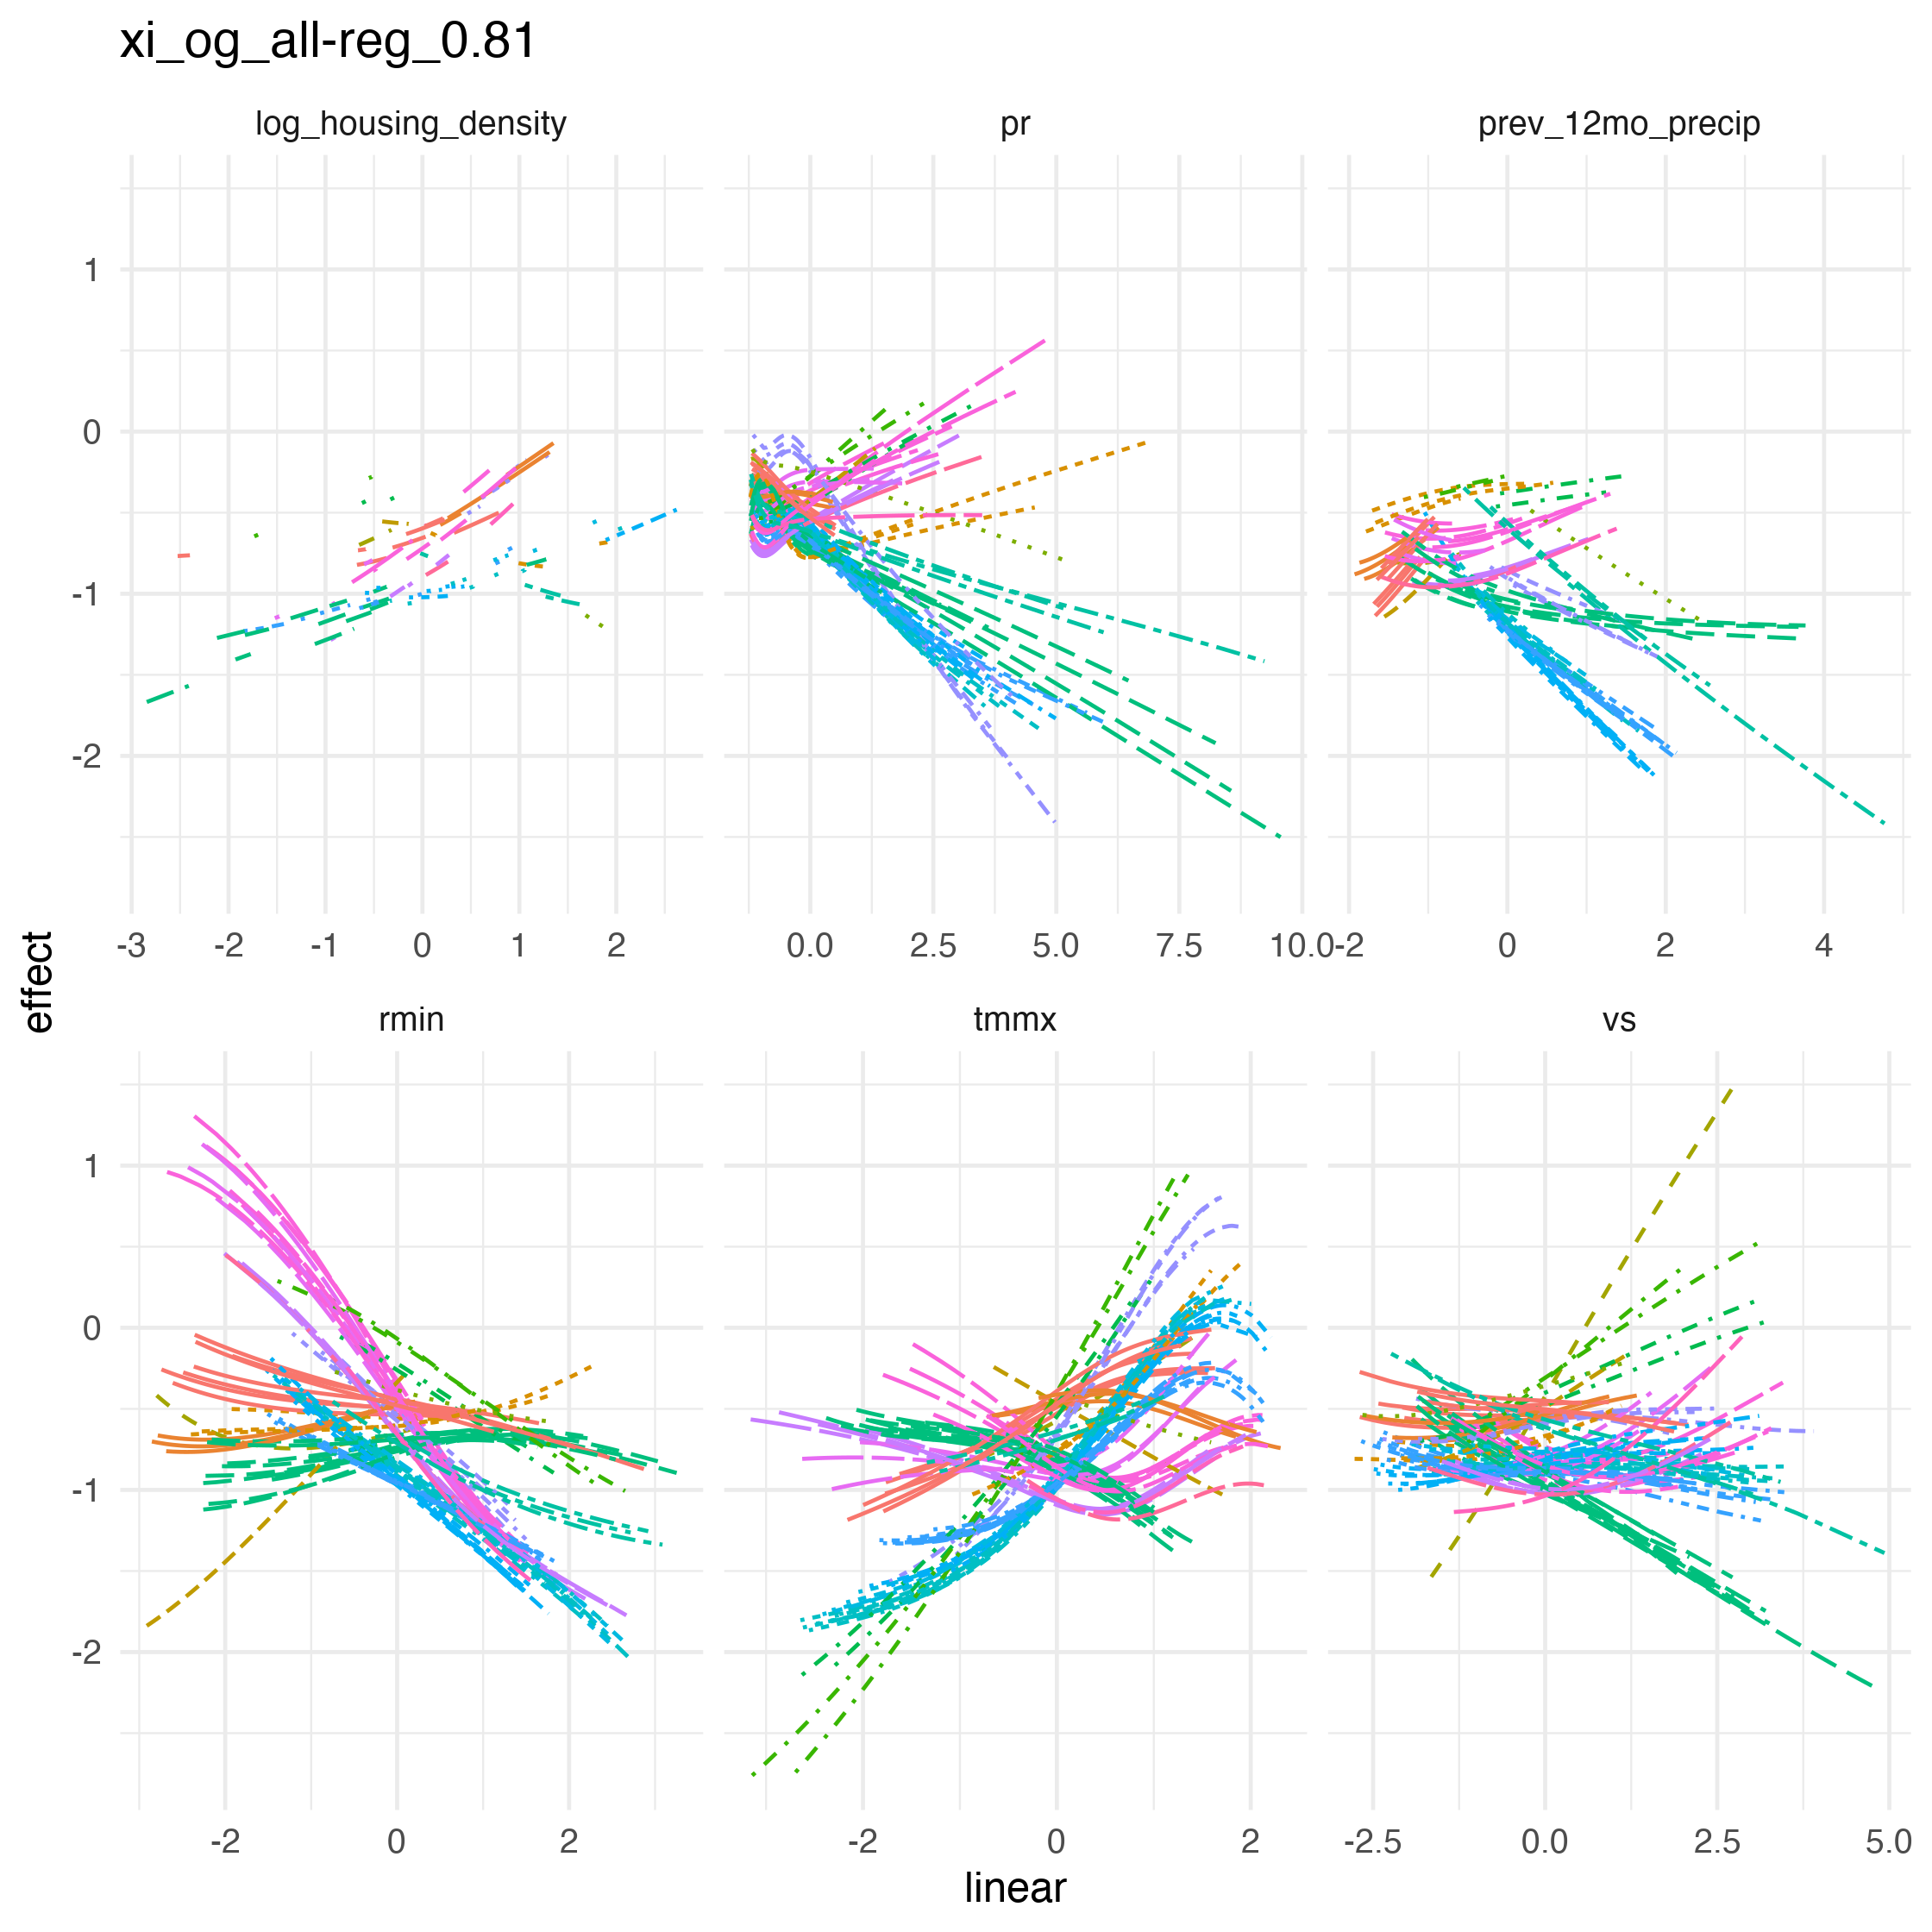 xi_og_all-reg_0.81
log_housing_density
pr
prev_12mo_precip
1
0
-1
-2
-3 -2 -1 0 1 2
0.0 2.5 5.0 7.5 10.0
-2 0 2 4
effect
rmin
tmmx
vs
1
0
-1
-2
-2 0 2
-2 0 2
-2.5 0.0 2.5 5.0
linear